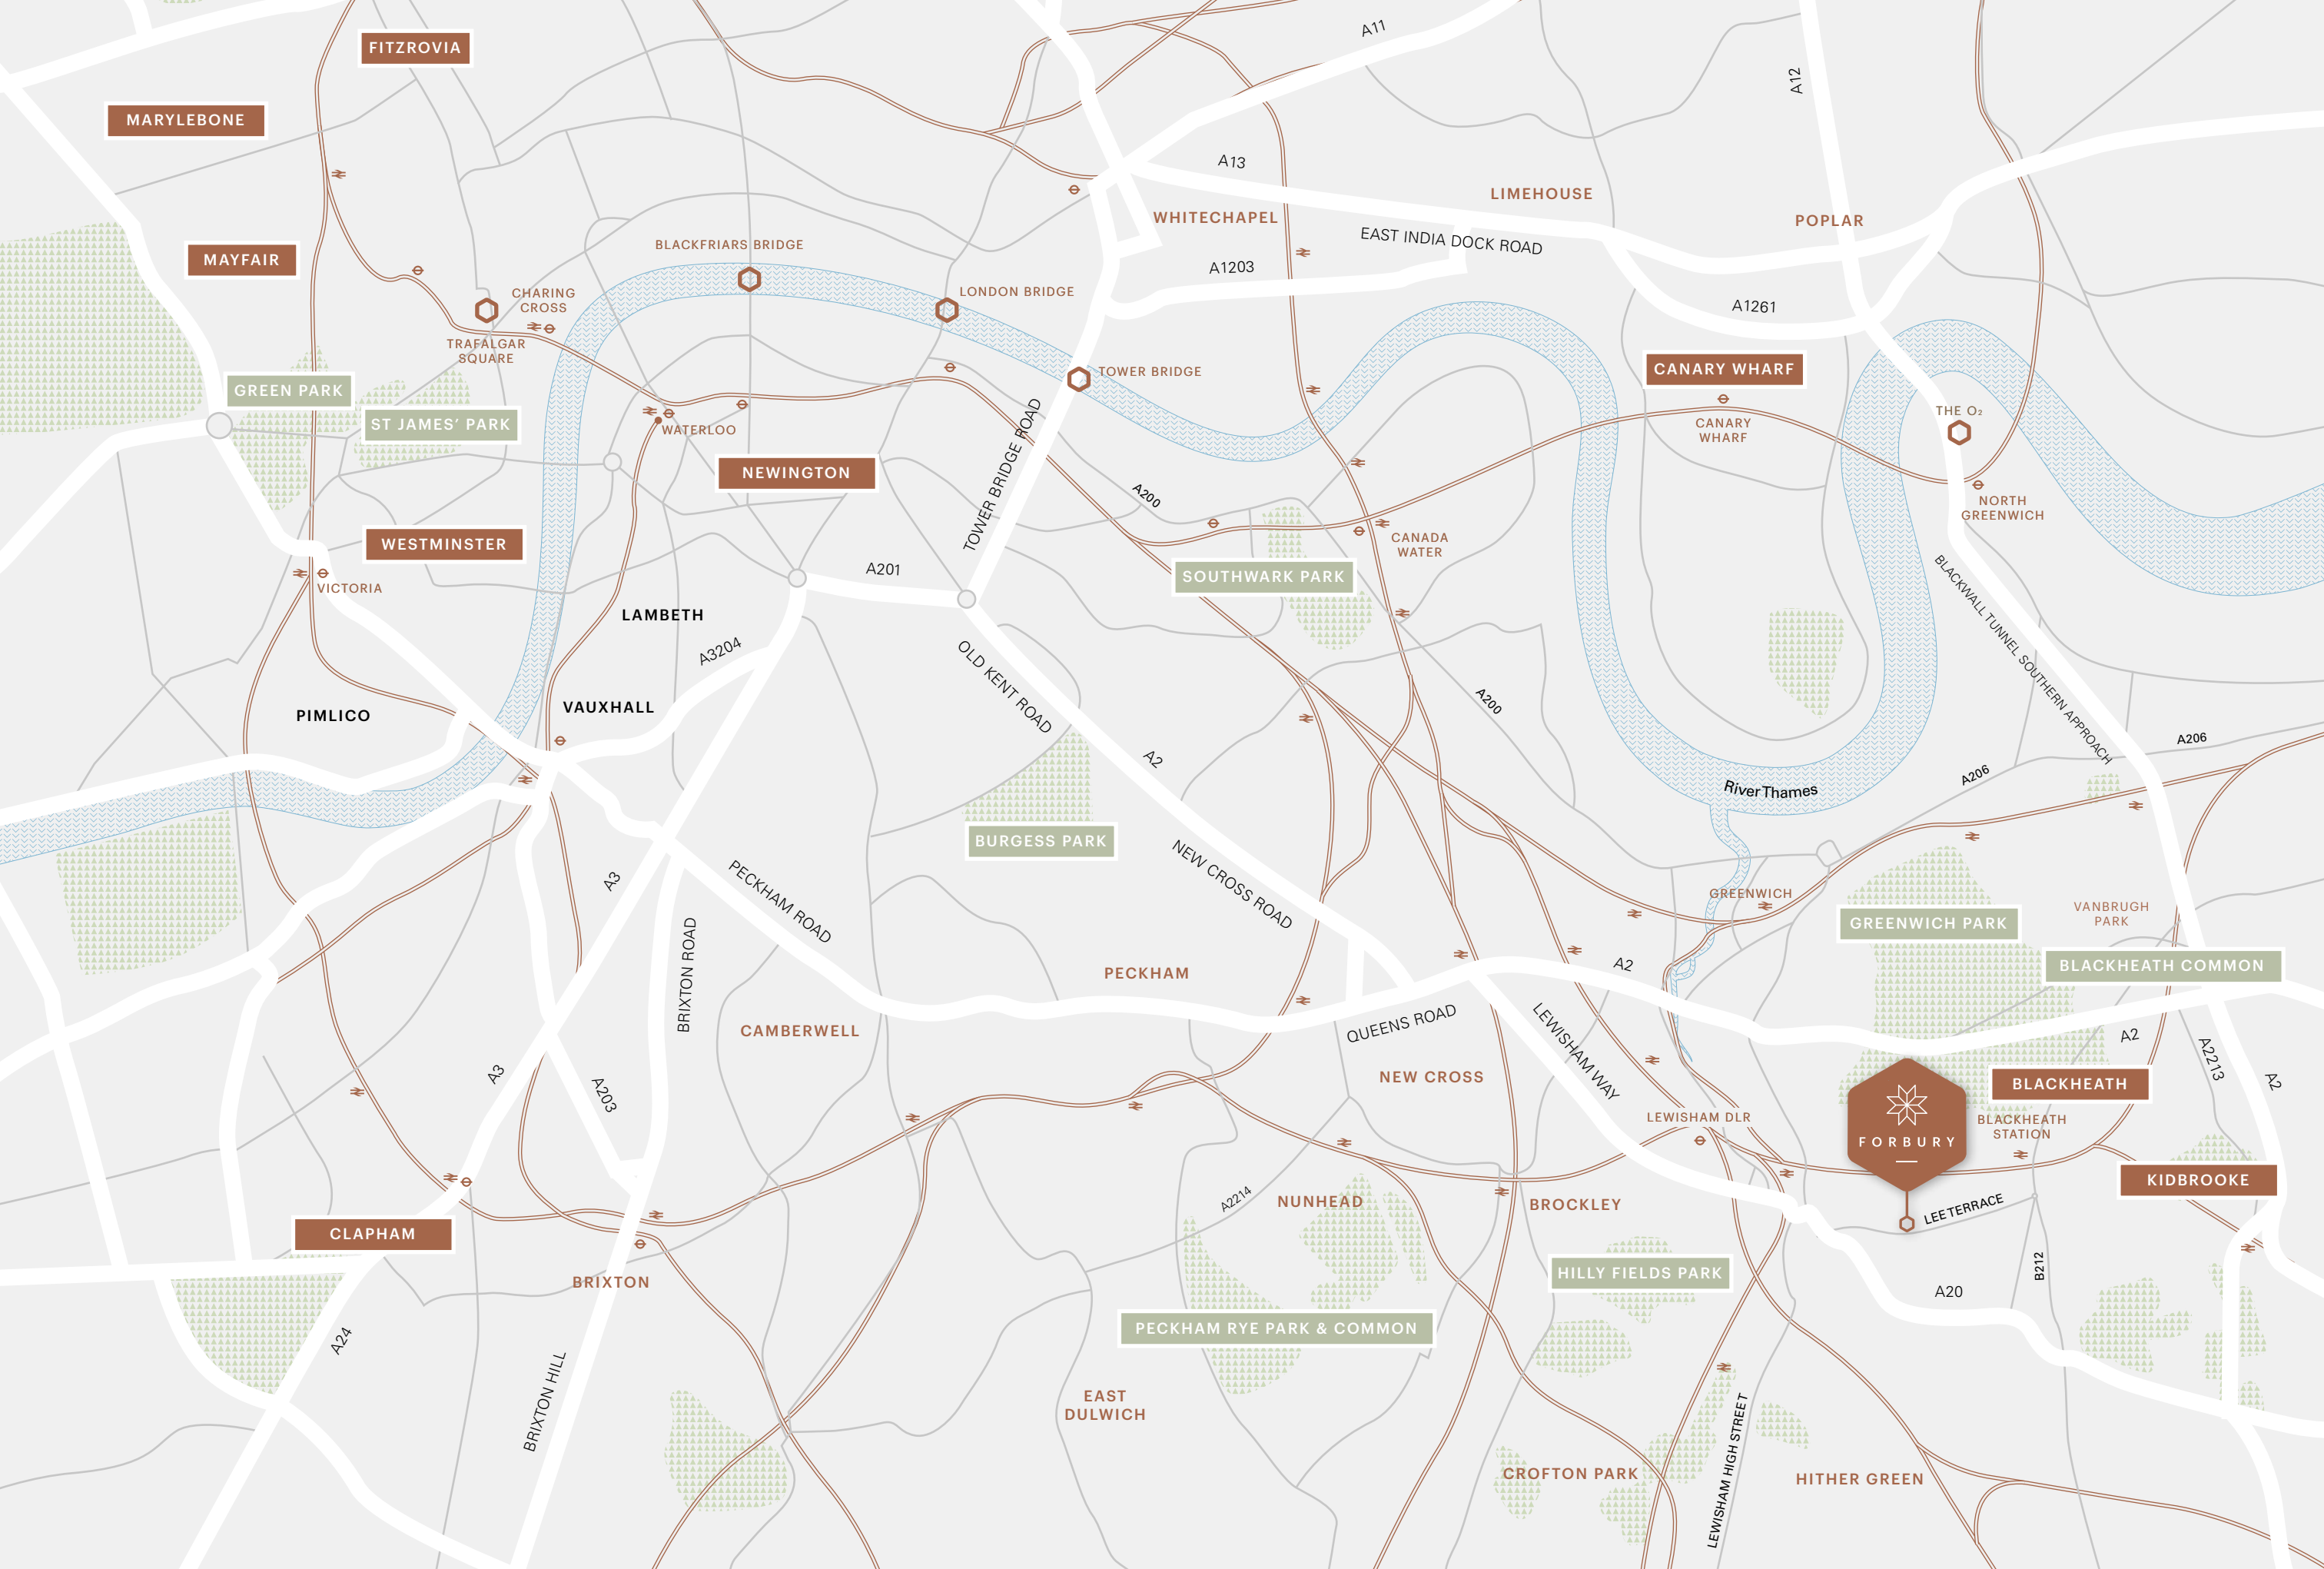 FITZROVIA
A11
A12
MARYLEBONE
A13
LIMEHOUSE
WHITECHAPEL
POPLAR
EAST INDIA DOCK ROAD
BLACKFRIARS BRIDGE
MAYFAIR
A1203
CHARING
CROSS
LONDON BRIDGE
A1261
TRAFALGAR
SQUARE
CANARY WHARF
TOWER BRIDGE
GREEN PARK
ST JAMES’ PARK
THE O₂
CANARY
WHARF
WATERLOO
NEWINGTON
TOWER BRIDGE ROAD
A200
NORTH
GREENWICH
WESTMINSTER
CANADA
WATER
A201
SOUTHWARK PARK
VICTORIA
LAMBETH
A3204
OLD KENT ROAD
BLACKWALL TUNNEL SOUTHERN APPROACH
A200
VAUXHALL
PIMLICO
A2
A206
A206
River Thames
BURGESS PARK
A3
PECKHAM ROAD
NEW CROSS ROAD
GREENWICH
VANBRUGH
PARK
GREENWICH PARK
BRIXTON ROAD
BLACKHEATH COMMON
A2
PECKHAM
CAMBERWELL
QUEENS ROAD
LEWISHAM WAY
A2
A2213
A2
A3
A203
NEW CROSS
BLACKHEATH
LEWISHAM DLR
BLACKHEATH
STATION
FORBURY
KIDBROOKE
A2214
NUNHEAD
BROCKLEY
LEE TERRACE
CLAPHAM
BRIXTON
HILLY FIELDS PARK
B212
A20
A24
PECKHAM RYE PARK & COMMON
BRIXTON HILL
EAST
DULWICH
LEWISHAM HIGH STREET
CROFTON PARK
HITHER GREEN